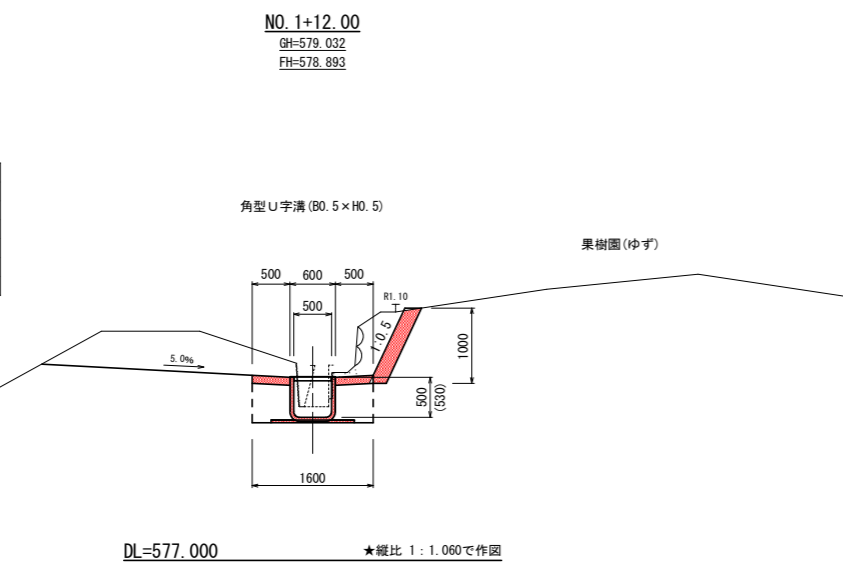 NO.1+12.00
GH=579.032
FH=578.893
角型U字溝(B0.5×H0.5)
果樹園(ゆず)
500 600 500
R1.10
500
1:0.5
1000
5.0%
500
(530)
1600
DL=577.000
★縦比 1:1.060で作図